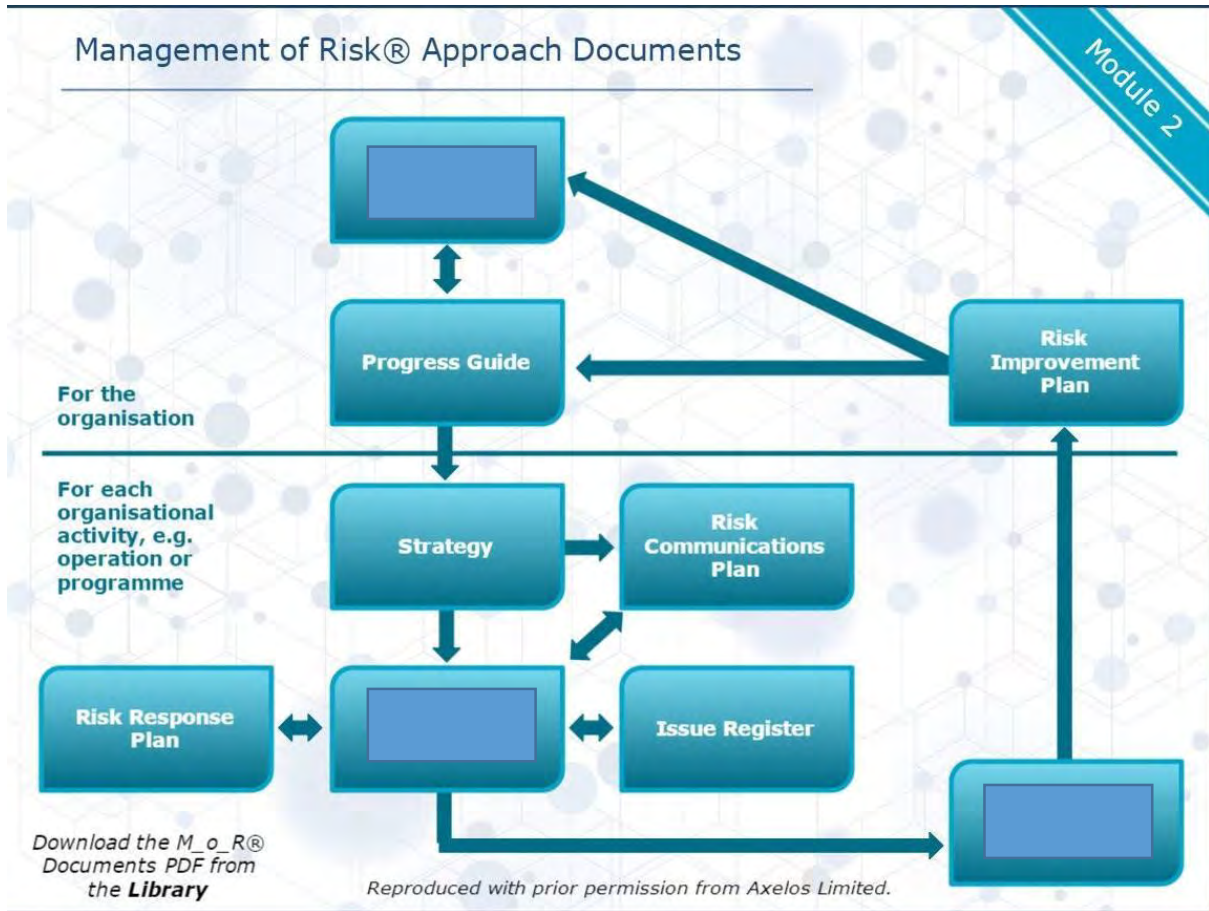 Management of Risk® Approach Documents
Module 2
Progress Guide
Risk
Improvement
Plan
For the
organisation
For each
organisational
activity, e.g.
operation or
programme
Strategy
Risk
Communications
Plan
Risk Response
Plan
Issue Register
Download the M_o_R®
Documents PDF from
the Library
Reproduced with prior permission from Axelos Limited.